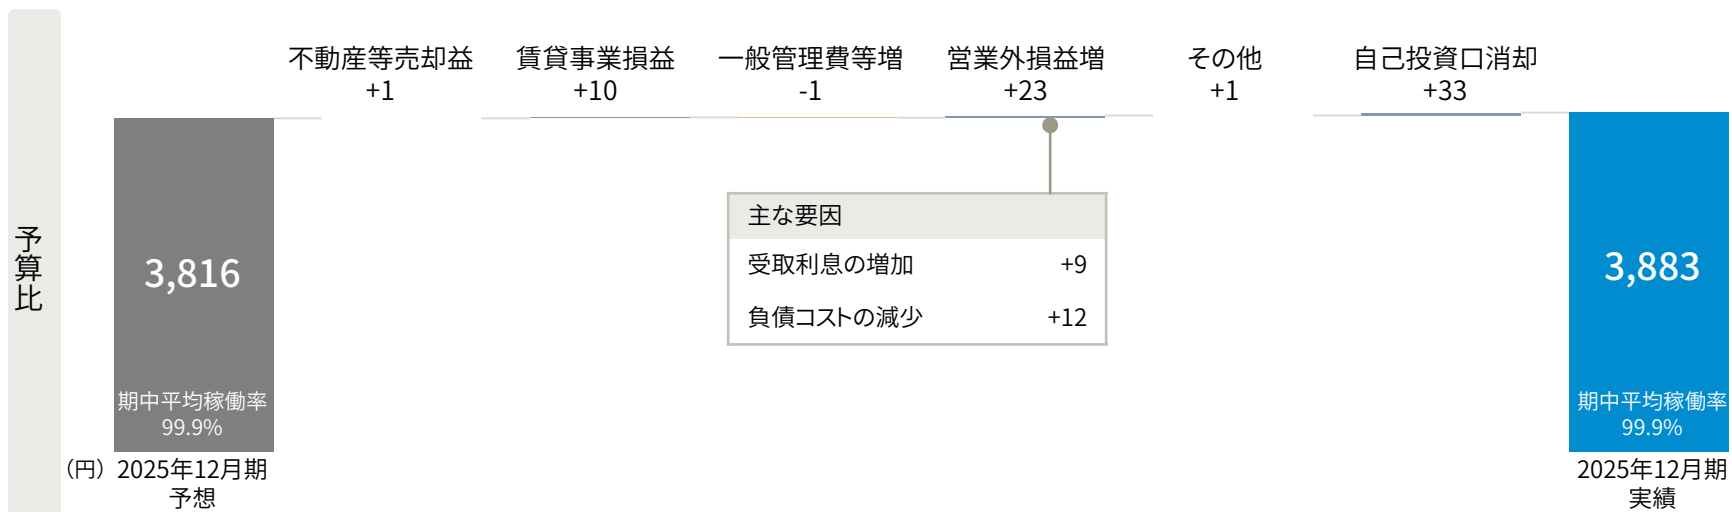 予算比
不動産等売却益
+1
賃貸事業損益
+10
一般管理費等増
-1
営業外損益増
+23
その他
+1
自己投資口消却
+33
3,816
期中平均稼働率
99.9%
主な要因
受取利息の増加 +9
負債コストの減少 +12
3,883
期中平均稼働率
99.9%
（円）
2025年12月期
予想
2025年12月期
実績